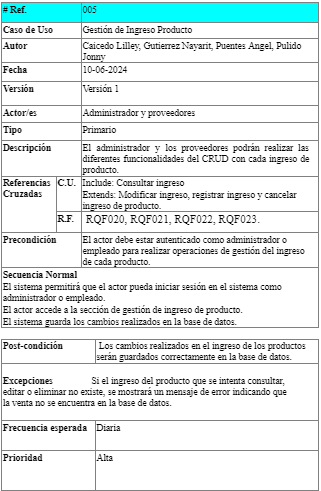 # Ref. 005
Caso de Uso Gestión de Ingreso Producto
Autor Caicedo Lilley, Gutierrez Nayarit, Puentes Angel, Pulido
Jonny
Fecha 10-06-2024
Versión Versión 1
Actor/es Administrador y proveedores
Tipo Primario
Descripción El administrador y los proveedores podrán realizar las
diferentes funcionalidades del CRUD con cada ingreso de
producto.
Referencias Cruzadas C.U. Include: Consultar ingreso
Extends: Modificar ingreso, registrar ingreso y cancelar
ingreso de producto.
R.F. RQF020, RQF021, RQF022, RQF023.
Precondición El actor debe estar autenticado como administrador o
empleado para realizar operaciones de gestión del ingreso
de cada producto.
Secuencia Normal
El sistema permitirá que el actor pueda iniciar sesión en el sistema como
administrador o empleado.
El actor accede a la sección de gestión de ingreso de producto.
El sistema guarda los cambios realizados en la base de datos.
Post-condición Los cambios realizados en el ingreso de los productos
serán guardados correctamente en la base de datos.
Excepciones Si el ingreso del producto que se intenta consultar,
editar o eliminar no existe, se mostrará un mensaje de error indicando que
la venta no se encuentra en la base de datos.
Frecuencia esperada Diaria
Prioridad Alta